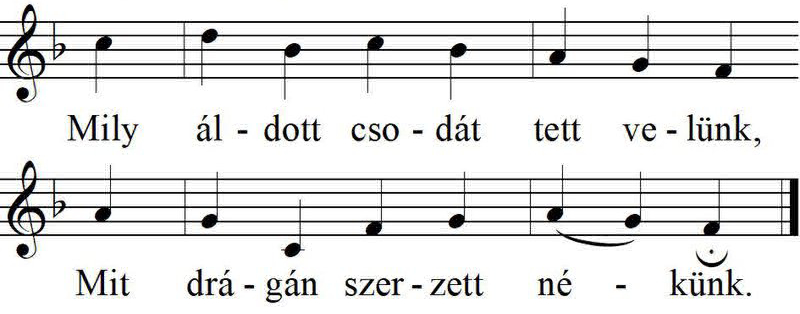 Mily ál - dott cso - dát tett ve - lünk,
Mit drá - gán szer - zett né - künk.